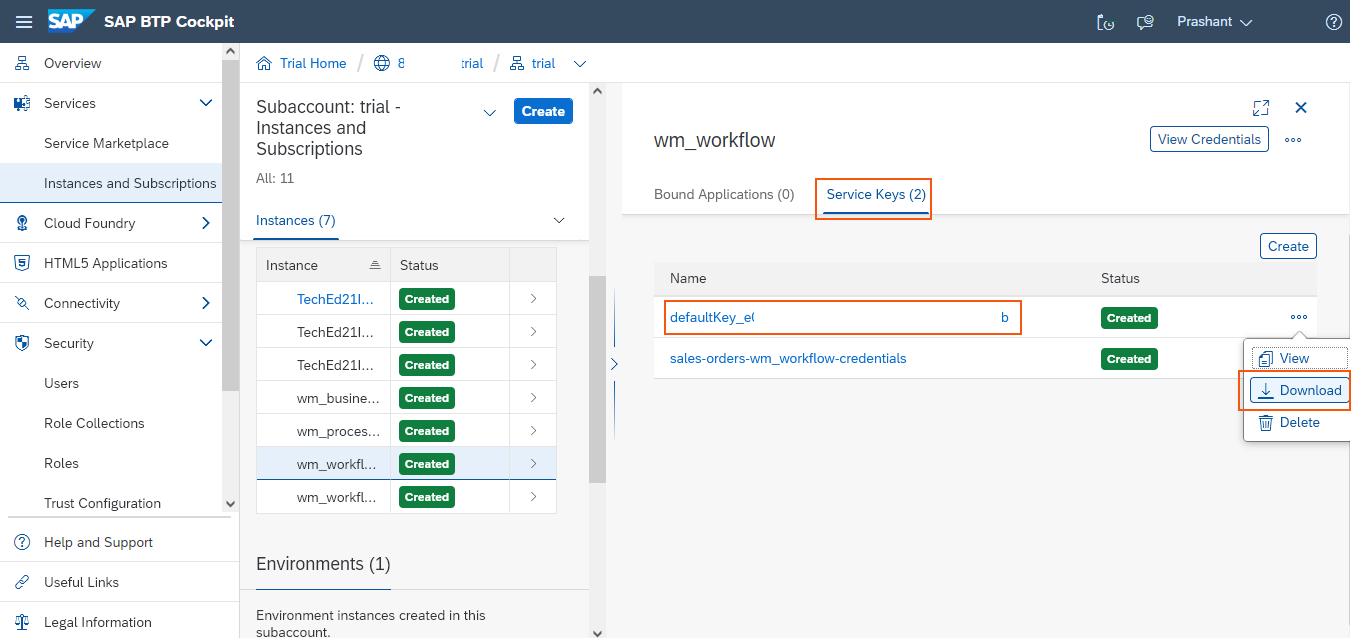 SAP SAP BTP Cockpit
Prashant
Overview
Services
Service Marketplace
Instances and Subscriptions
Cloud Foundry
HTML5 Applications
Connectivity
Security
Users
Role Collections
Roles
Trust Configuration
Help and Support
Useful Links
Legal Information
Trial Home / 8 trial / trial
Subaccount: trial -
Instances and
Subscriptions
Create
All: 11
Instances (7)
Instance Status
TechEd21I... Created
TechEd21I... Created
TechEd21I... Created
wm_busine... Created
wm_proces... Created
wm_workfl... Created
wm_workfl... Created
Environments (1)
Environment instances created in this
subaccount.
wm_workflow
View Credentials
Bound Applications (0) Service Keys (2)
Create
Name Status
defaultKey_e b Created
sales-orders-wm_workflow-credentials Created
View
Download
Delete